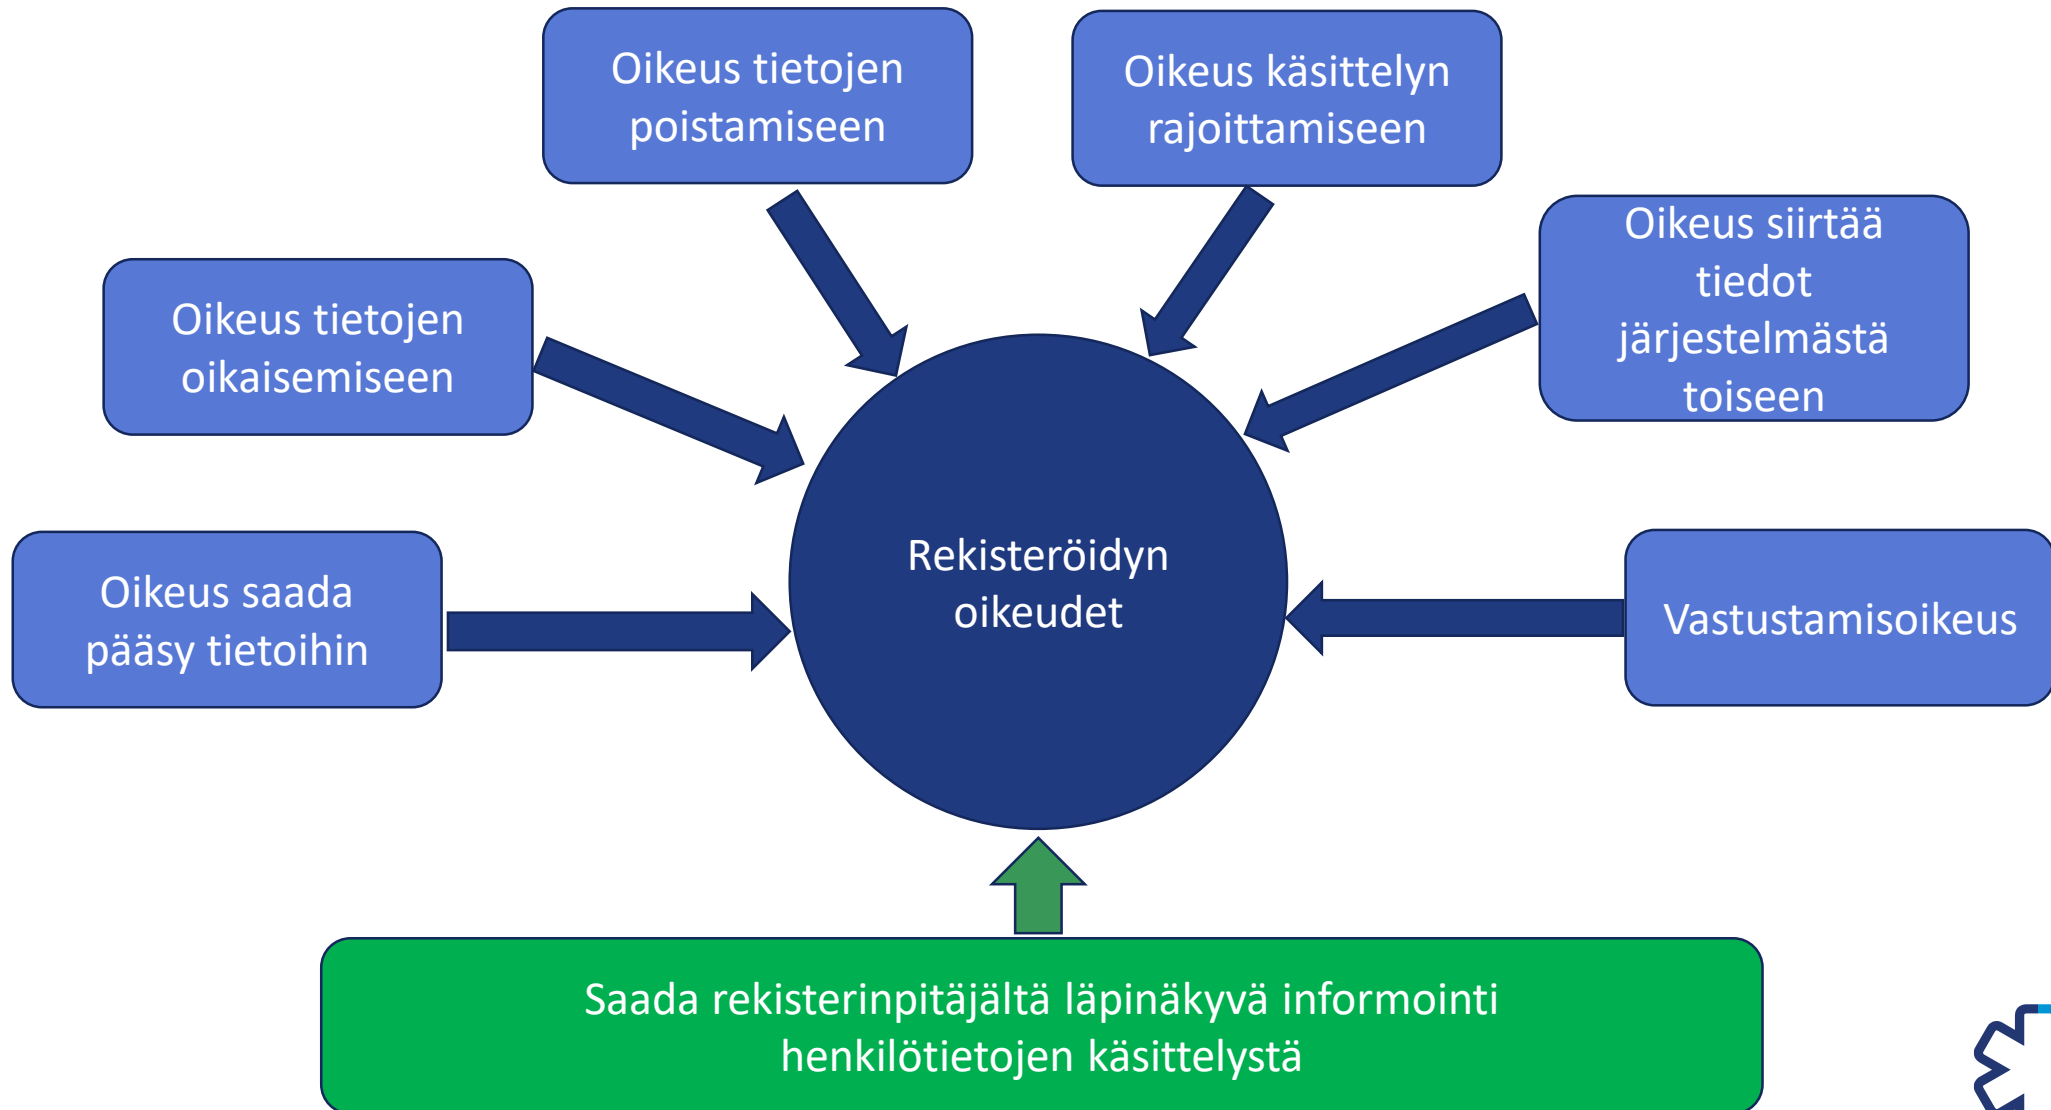 Oikeus tietojen
poistamiseen
Oikeus käsittelyn
rajoittamiseen
Oikeus siirtää
tiedot
järjestelmästä
toiseen
Oikeus tietojen
oikaisemiseen
Oikeus saada
pääsy tietoihin
Rekisteröidyn
oikeudet
Vastustamisoikeus
Saada rekisterinpitäjältä läpinäkyvä informointi
henkilötietojen käsittelystä